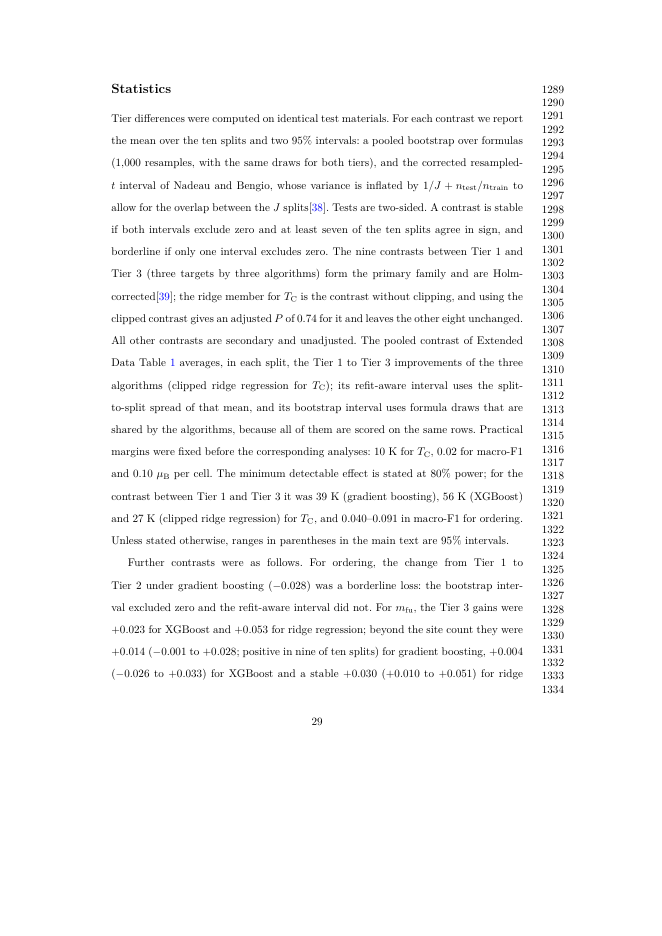 Statistics
Tier differences were computed on identical test materials. For each contrast we report
the mean over the ten splits and two 95% intervals: a pooled bootstrap over formulas
(1,000 resamples, with the same draws for both tiers), and the corrected resampled-
t interval of Nadeau and Bengio, whose variance is inflated by 1/J + n_test/n_train to
allow for the overlap between the J splits[38]. Tests are two-sided. A contrast is stable
if both intervals exclude zero and at least seven of the ten splits agree in sign, and
borderline if only one interval excludes zero. The nine contrasts between Tier 1 and
Tier 3 (three targets by three algorithms) form the primary family and are Holm-
corrected[39]; the ridge member for T_C is the contrast without clipping, and using the
clipped contrast gives an adjusted P of 0.74 for it and leaves the other eight unchanged.
All other contrasts are secondary and unadjusted. The pooled contrast of Extended
Data Table 1 averages, in each split, the Tier 1 to Tier 3 improvements of the three
algorithms (clipped ridge regression for T_C); its refit-aware interval uses the split-
to-split spread of that mean, and its bootstrap interval uses formula draws that are
shared by the algorithms, because all of them are scored on the same rows. Practical
margins were fixed before the corresponding analyses: 10 K for T_C, 0.02 for macro-F1
and 0.10 μ_B per cell. The minimum detectable effect is stated at 80% power; for the
contrast between Tier 1 and Tier 3 it was 39 K (gradient boosting), 56 K (XGBoost)
and 27 K (clipped ridge regression) for T_C, and 0.040–0.091 in macro-F1 for ordering.
Unless stated otherwise, ranges in parentheses in the main text are 95% intervals.
Further contrasts were as follows. For ordering, the change from Tier 1 to
Tier 2 under gradient boosting (−0.028) was a borderline loss: the bootstrap inter-
val excluded zero and the refit-aware interval did not. For m_fu, the Tier 3 gains were
+0.023 for XGBoost and +0.053 for ridge regression; beyond the site count they were
+0.014 (−0.001 to +0.028; positive in nine of ten splits) for gradient boosting, +0.004
(−0.026 to +0.033) for XGBoost and a stable +0.030 (+0.010 to +0.051) for ridge
1289
1290
1291
1292
1293
1294
1295
1296
1297
1298
1299
1300
1301
1302
1303
1304
1305
1306
1307
1308
1309
1310
1311
1312
1313
1314
1315
1316
1317
1318
1319
1320
1321
1322
1323
1324
1325
1326
1327
1328
1329
1330
1331
1332
1333
1334
29